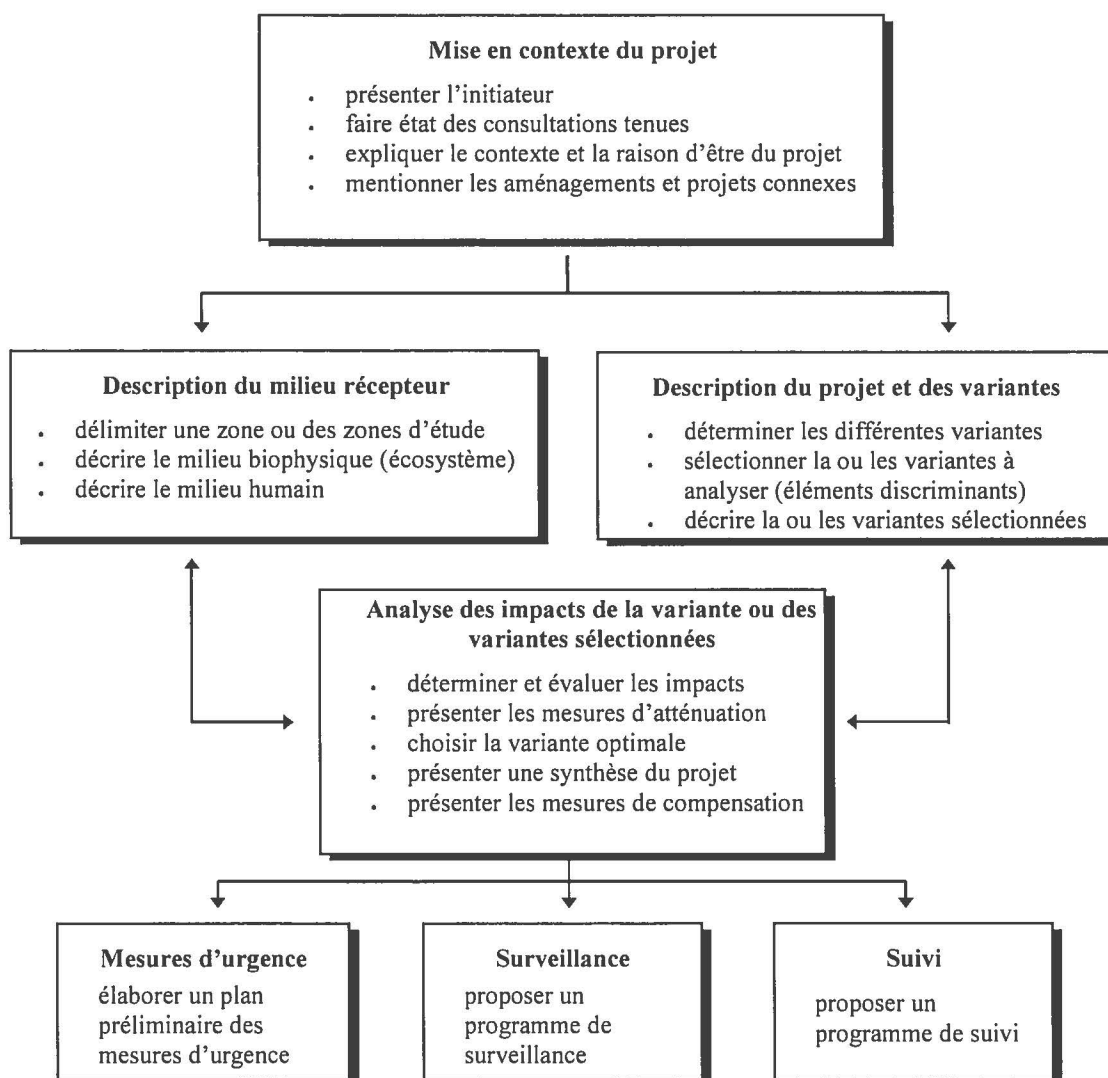 Mise en contexte du projet
• présenter l'initiateur
• faire état des consultations tenues
• expliquer le contexte et la raison d'être du projet
• mentionner les aménagements et projets connexes
Description du milieu récepteur
• délimiter une zone ou des zones d'étude
• décrire le milieu biophysique (écosystème)
• décrire le milieu humain
Description du projet et des variantes
• déterminer les différentes variantes
• sélectionner la ou les variantes à
analyser (éléments discriminants)
• décrire la ou les variantes sélectionnées
Analyse des impacts de la variante ou des
variantes sélectionnées
• déterminer et évaluer les impacts
• présenter les mesures d'atténuation
• choisir la variante optimale
• présenter une synthèse du projet
• présenter les mesures de compensation
Mesures d'urgence
élaborer un plan
préliminaire des
mesures d'urgence
Surveillance
proposer un
programme de
surveillance
Suivi
proposer un
programme de suivi